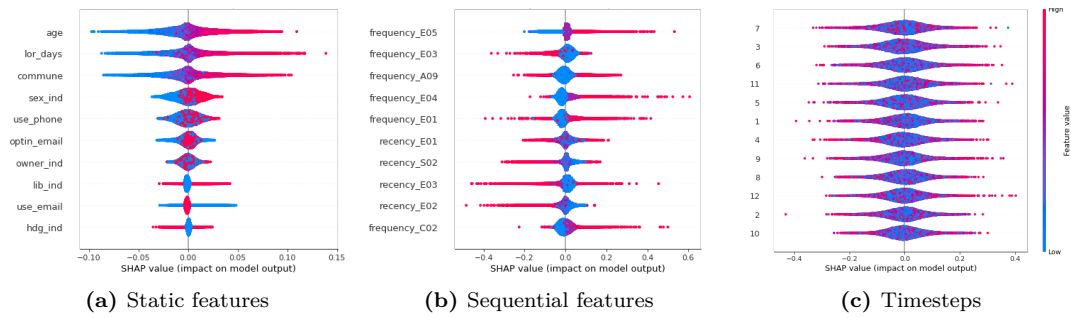 age
lor_days
commune
sex_ind
use_phone
optin_email
owner_ind
lib_ind
use_email
hdg_ind
−0.10 −0.05 0.00 0.05 0.10 0.15
SHAP value (impact on model output)
(a) Static features
frequency_E05
frequency_E03
frequency_A09
frequency_E04
frequency_E01
recency_E01
recency_S02
recency_E03
recency_E02
frequency_C02
−0.4 −0.2 0.0 0.2 0.4 0.6
SHAP value (impact on model output)
(b) Sequential features
7
3
6
11
5
1
4
9
8
12
2
10
−0.4 −0.2 0.0 0.2 0.4
SHAP value (impact on model output)
(c) Timesteps
High
Feature value
Low